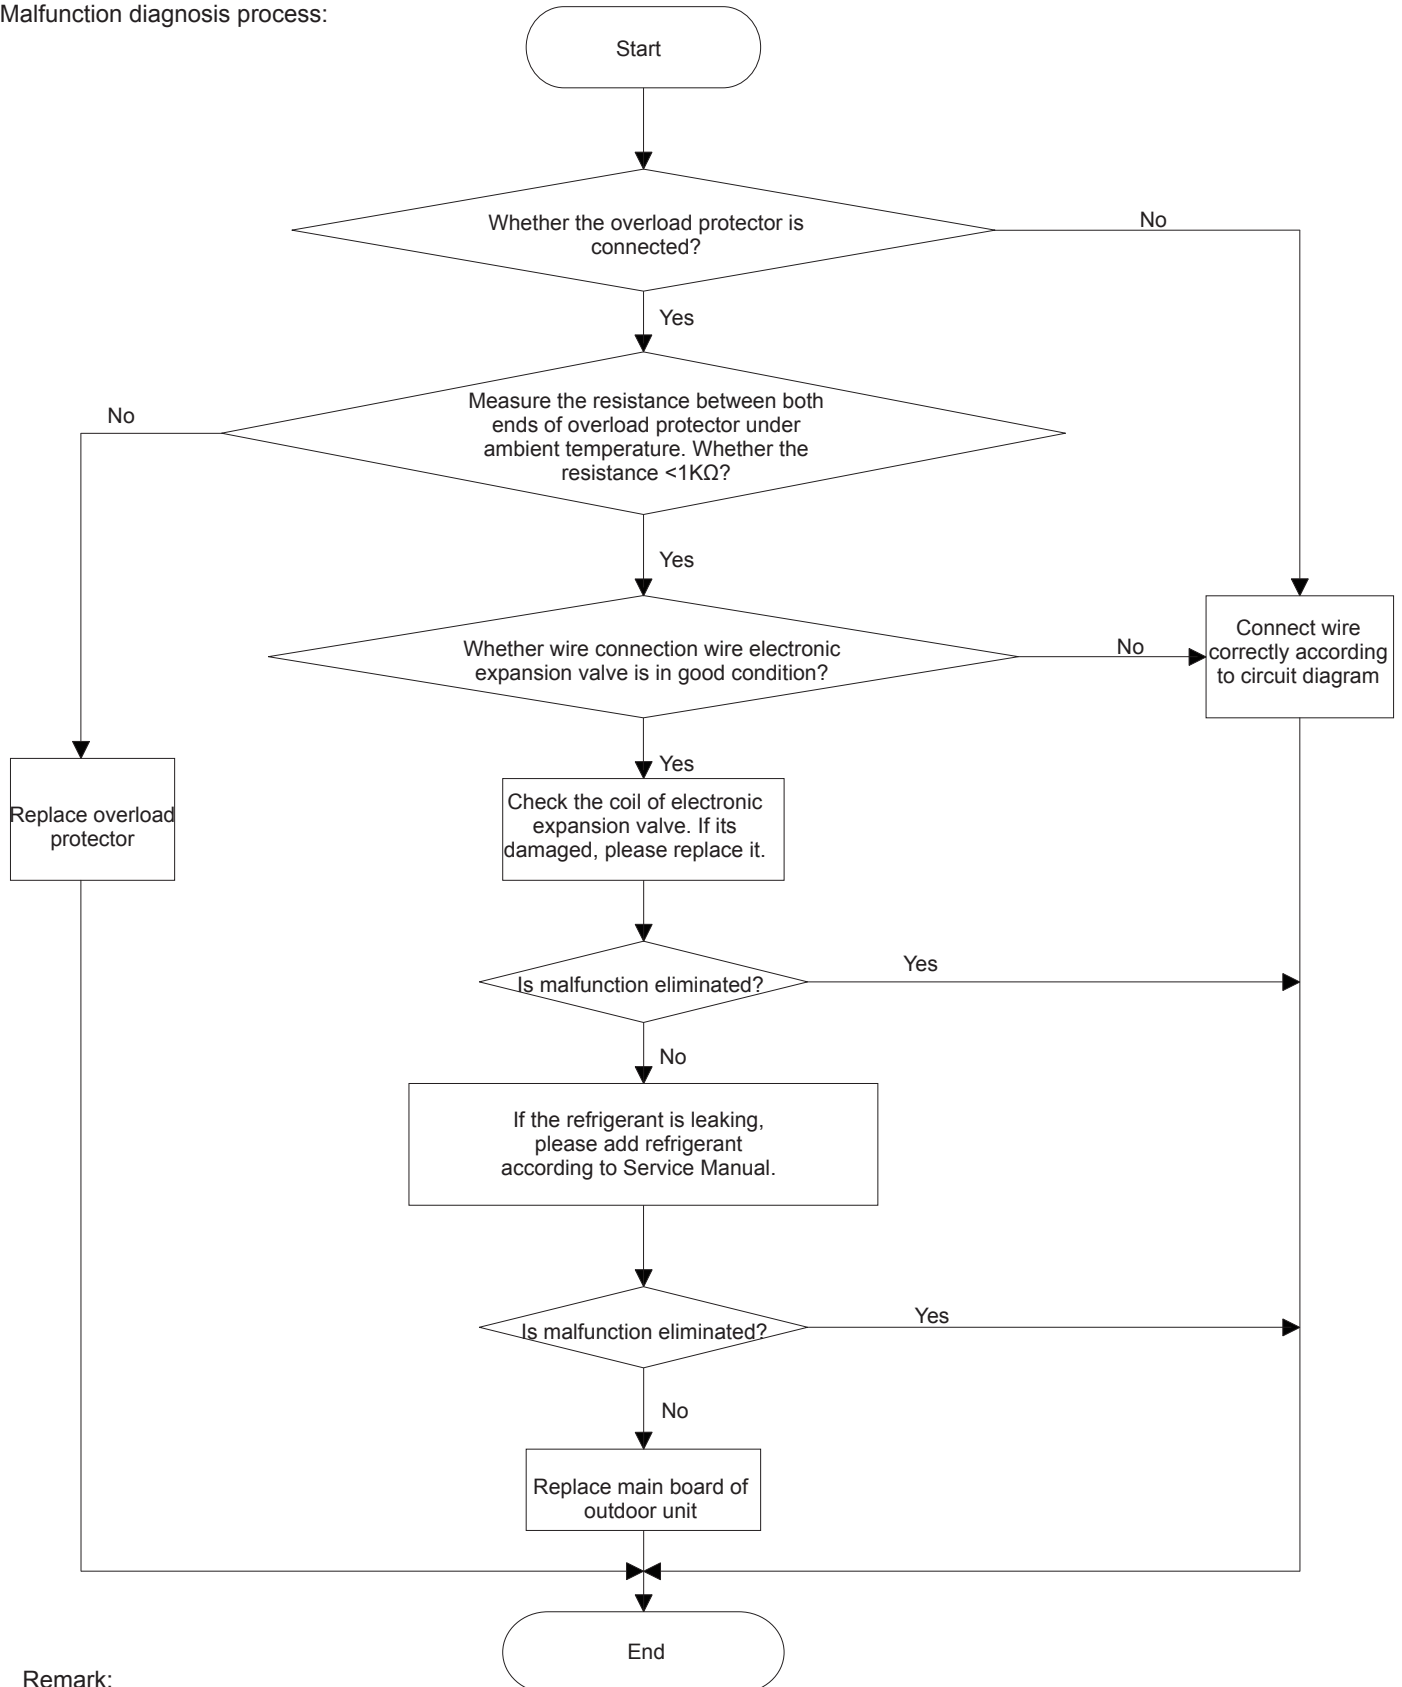 Malfunction diagnosis process:
Start
Whether the overload protector is
connected?
No
Yes
Measure the resistance between both
ends of overload protector under
ambient temperature. Whether the
resistance <1KΩ?
No
Yes
Whether wire connection wire electronic
expansion valve is in good condition?
No
Connect wire
correctly according
to circuit diagram
Yes
Replace overload
protector
Check the coil of electronic
expansion valve. If its
damaged, please replace it.
Is malfunction eliminated?
Yes
No
If the refrigerant is leaking,
please add refrigerant
according to Service Manual.
Is malfunction eliminated?
Yes
No
Replace main board of
outdoor unit
End
Remark: